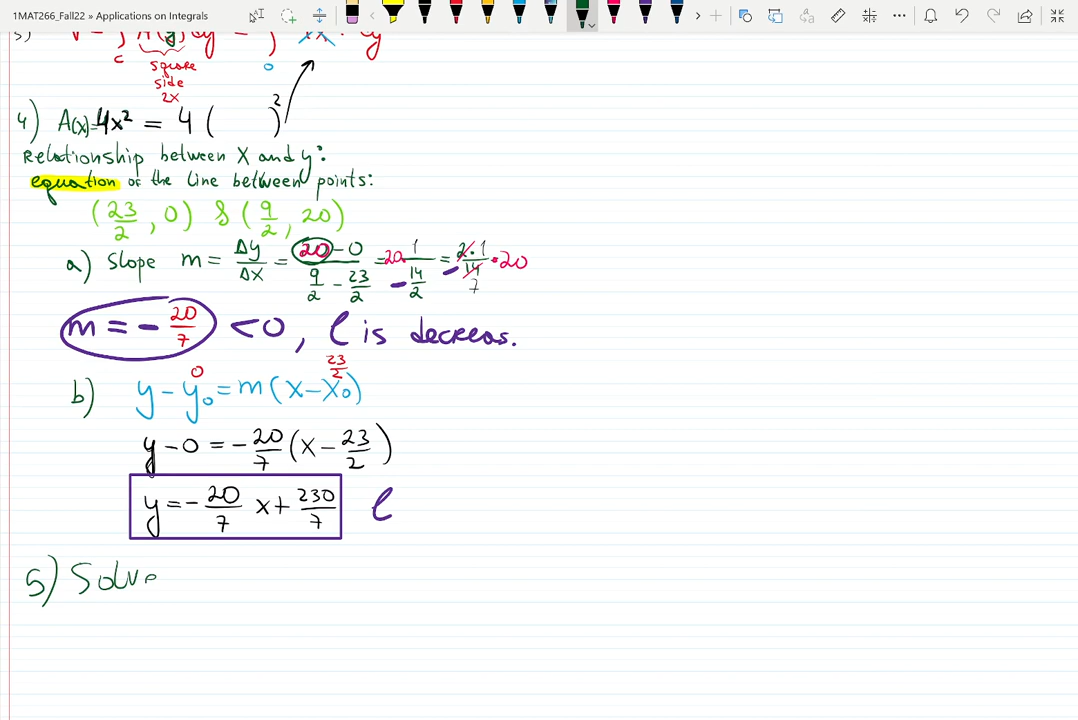 1MAT266_Fall22 » Applications on Integrals
square
side
2x
4) A(x)=4x² = 4 ( )²
Relationship between x and y:
equation of the line between points:
(23/2, 0) & (9/2, 20)
a) slope m = Δy/Δx = (20-0)/(9/2 - 23/2) = 20·1/(-14/2) = -2·1/14 7 ·20
m = -20/7 < 0, l is decreas.
0 23/2
b) y - y₀ = m(x - x₀)
y - 0 = -20/7 (x - 23/2)
y = -20/7 x + 230/7 l
5) Solve